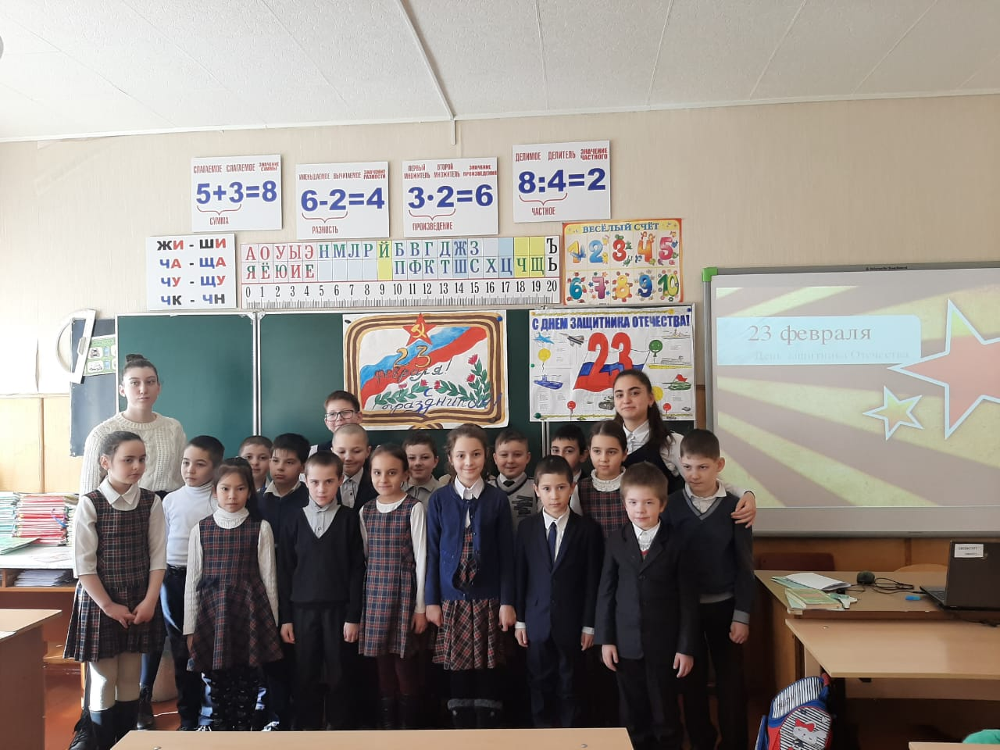 СЛАГАЕМОЕ СЛАГАЕМОЕ ЗНАЧЕНИЕ СУММЫ
5+3=8
СУММА
УМЕНЬШАЕМОЕ ВЫЧИТАЕМОЕ ЗНАЧЕНИЕ РАЗНОСТИ
6-2=4
РАЗНОСТЬ
ПЕРВЫЙ МНОЖИТЕЛЬ ВТОРОЙ МНОЖИТЕЛЬ ЗНАЧЕНИЕ ПРОИЗВЕДЕНИЯ
3·2=6
ПРОИЗВЕДЕНИЕ
ДЕЛИМОЕ ДЕЛИТЕЛЬ ЗНАЧЕНИЕ ЧАСТНОГО
8:4=2
ЧАСТНОЕ
ЖИ - ШИ
ЧА - ЩА
ЧУ - ЩУ
ЧК - ЧН
А О У Ы Э Н М Л Р Й Б В Г Д Ж З Ъ
Я Ё Ю И Е П Ф К Т Ш С Х Ц Ч Щ Ь
0 1 2 3 4 5 6 7 8 9 10 11 12 13 14 15 16 17 18 19 20
ВЕСЁЛЫЙ СЧЁТ
1 2 3 4 5
6 7 8 9 10
23
февраля!
С
праздником!
С ДНЕМ ЗАЩИТНИКА ОТЕЧЕСТВА!
23
23 февраля
День защитника Отечества